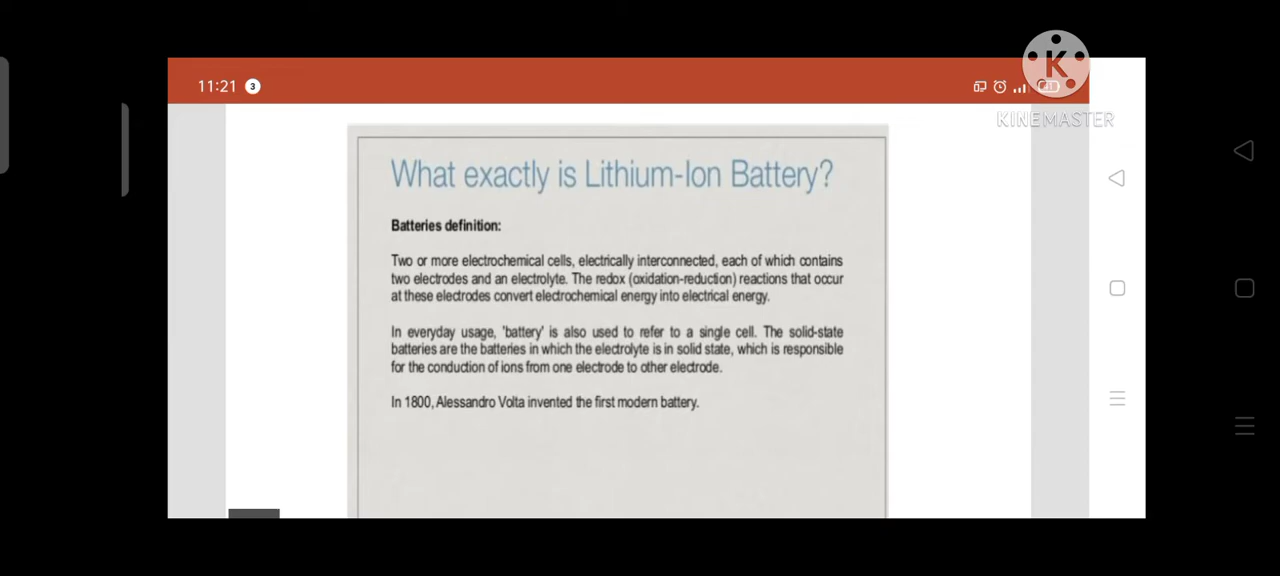 11:21 3
K
KINEMASTER
What exactly is Lithium-Ion Battery?
Batteries definition:
Two or more electrochemical cells, electrically interconnected, each of which contains
two electrodes and an electrolyte. The redox (oxidation-reduction) reactions that occur
at these electrodes convert electrochemical energy into electrical energy.
In everyday usage, 'battery' is also used to refer to a single cell. The solid-state
batteries are the batteries in which the electrolyte is in solid state, which is responsible
for the conduction of ions from one electrode to other electrode.
In 1800, Alessandro Volta invented the first modern battery.